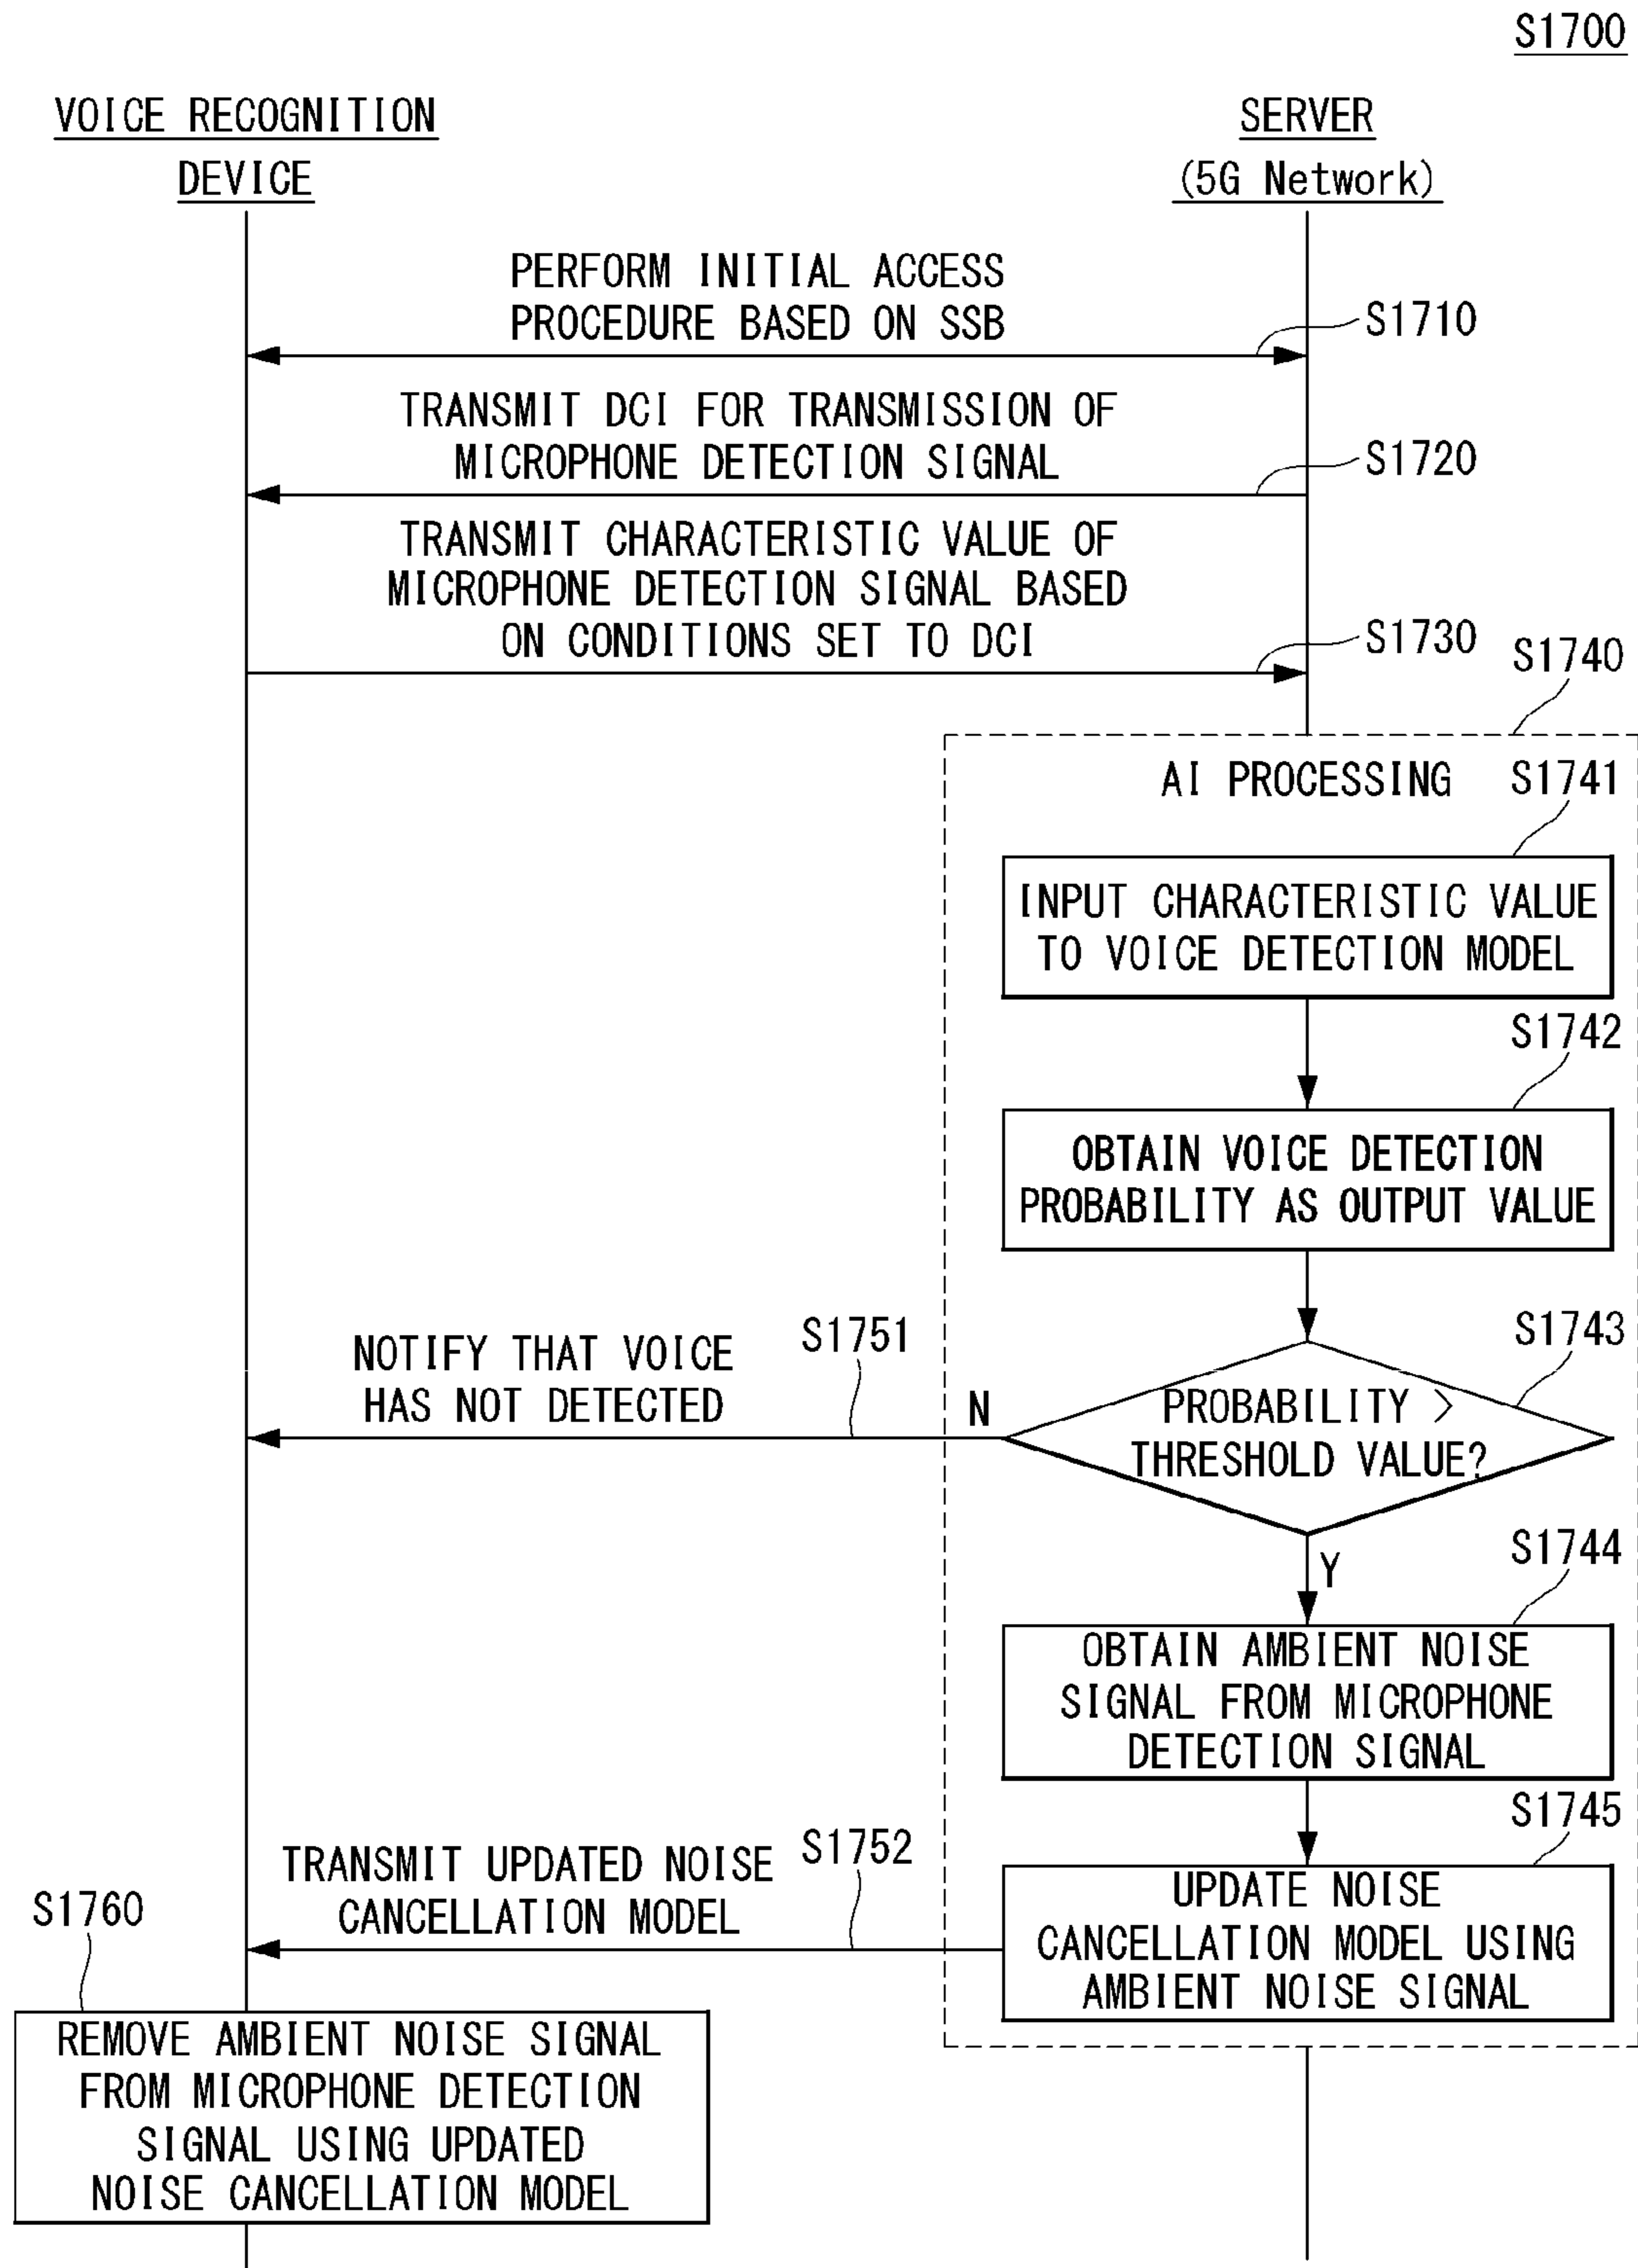 S1700
VOICE RECOGNITION
DEVICE
SERVER
(5G Network)
PERFORM INITIAL ACCESS
PROCEDURE BASED ON SSB
S1710
TRANSMIT DCI FOR TRANSMISSION OF
MICROPHONE DETECTION SIGNAL
S1720
TRANSMIT CHARACTERISTIC VALUE OF
MICROPHONE DETECTION SIGNAL BASED
ON CONDITIONS SET TO DCI
S1730
S1740
AI PROCESSING
S1741
INPUT CHARACTERISTIC VALUE
TO VOICE DETECTION MODEL
S1742
OBTAIN VOICE DETECTION
PROBABILITY AS OUTPUT VALUE
S1743
PROBABILITY >
THRESHOLD VALUE?
N
S1751
NOTIFY THAT VOICE
HAS NOT DETECTED
Y
S1744
OBTAIN AMBIENT NOISE
SIGNAL FROM MICROPHONE
DETECTION SIGNAL
S1745
UPDATE NOISE
CANCELLATION MODEL USING
AMBIENT NOISE SIGNAL
S1752
TRANSMIT UPDATED NOISE
CANCELLATION MODEL
S1760
REMOVE AMBIENT NOISE SIGNAL
FROM MICROPHONE DETECTION
SIGNAL USING UPDATED
NOISE CANCELLATION MODEL